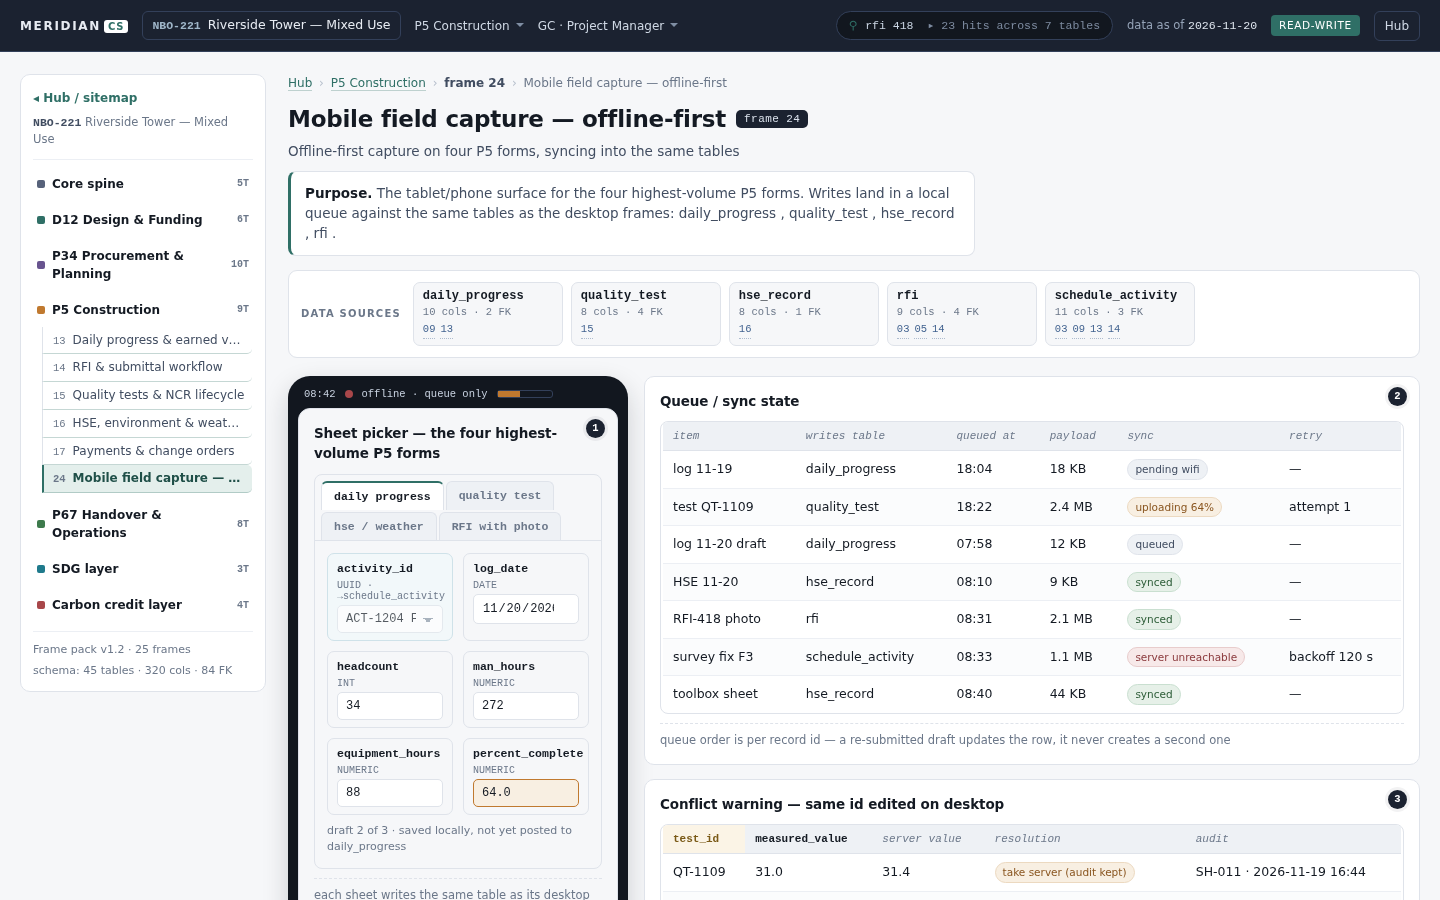 MERIDIAN CS NBO-221 Riverside Tower — Mixed Use P5 Construction GC · Project Manager rfi 418 ▸ 23 hits across 7 tables data as of 2026-11-20 READ-WRITE Hub
◂ Hub / sitemap
NBO-221 Riverside Tower — Mixed
Use
Core spine 5T
D12 Design & Funding 6T
P34 Procurement &
Planning 10T
P5 Construction 9T
13 Daily progress & earned v…
14 RFI & submittal workflow
15 Quality tests & NCR lifecycle
16 HSE, environment & weat…
17 Payments & change orders
24 Mobile field capture — …
P67 Handover &
Operations 8T
SDG layer 3T
Carbon credit layer 4T
Frame pack v1.2 · 25 frames
schema: 45 tables · 320 cols · 84 FK
Hub › P5 Construction › frame 24 › Mobile field capture — offline-first
Mobile field capture — offline-first frame 24
Offline-first capture on four P5 forms, syncing into the same tables
Purpose. The tablet/phone surface for the four highest-volume P5 forms. Writes land in a local
queue against the same tables as the desktop frames: daily_progress , quality_test , hse_record
, rfi .
DATA SOURCES
daily_progress
10 cols · 2 FK
09 13
quality_test
8 cols · 4 FK
15
hse_record
8 cols · 1 FK
16
rfi
9 cols · 4 FK
03 05 14
schedule_activity
11 cols · 3 FK
03 09 13 14
08:42 offline · queue only
Sheet picker — the four highest-
volume P5 forms
1
daily progress quality test
hse / weather RFI with photo
activity_id
UUID ·
→schedule_activity
ACT-1204 F
log_date
DATE
11/20/2026
headcount
INT
34
man_hours
NUMERIC
272
equipment_hours
NUMERIC
88
percent_complete
NUMERIC
64.0
draft 2 of 3 · saved locally, not yet posted to
daily_progress
each sheet writes the same table as its desktop
Queue / sync state 2
item writes table queued at payload sync retry
log 11-19 daily_progress 18:04 18 KB pending wifi —
test QT-1109 quality_test 18:22 2.4 MB uploading 64% attempt 1
log 11-20 draft daily_progress 07:58 12 KB queued —
HSE 11-20 hse_record 08:10 9 KB synced —
RFI-418 photo rfi 08:31 2.1 MB synced —
survey fix F3 schedule_activity 08:33 1.1 MB server unreachable backoff 120 s
toolbox sheet hse_record 08:40 44 KB synced —
queue order is per record id — a re-submitted draft updates the row, it never creates a second one
Conflict warning — same id edited on desktop 3
test_id measured_value server value resolution audit
QT-1109 31.0 31.4 take server (audit kept) SH-011 · 2026-11-19 16:44